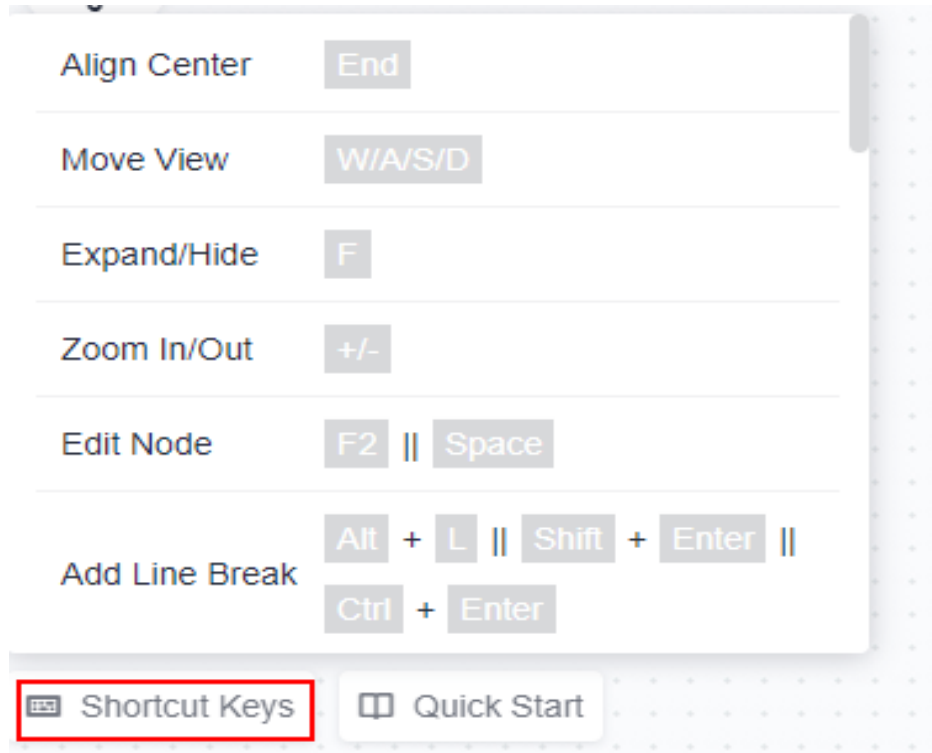 Align Center End
Move View W/A/S/D
Expand/Hide F
Zoom In/Out +/-
Edit Node F2 || Space
Add Line Break Alt + L || Shift + Enter ||
Ctrl + Enter
Shortcut Keys Quick Start